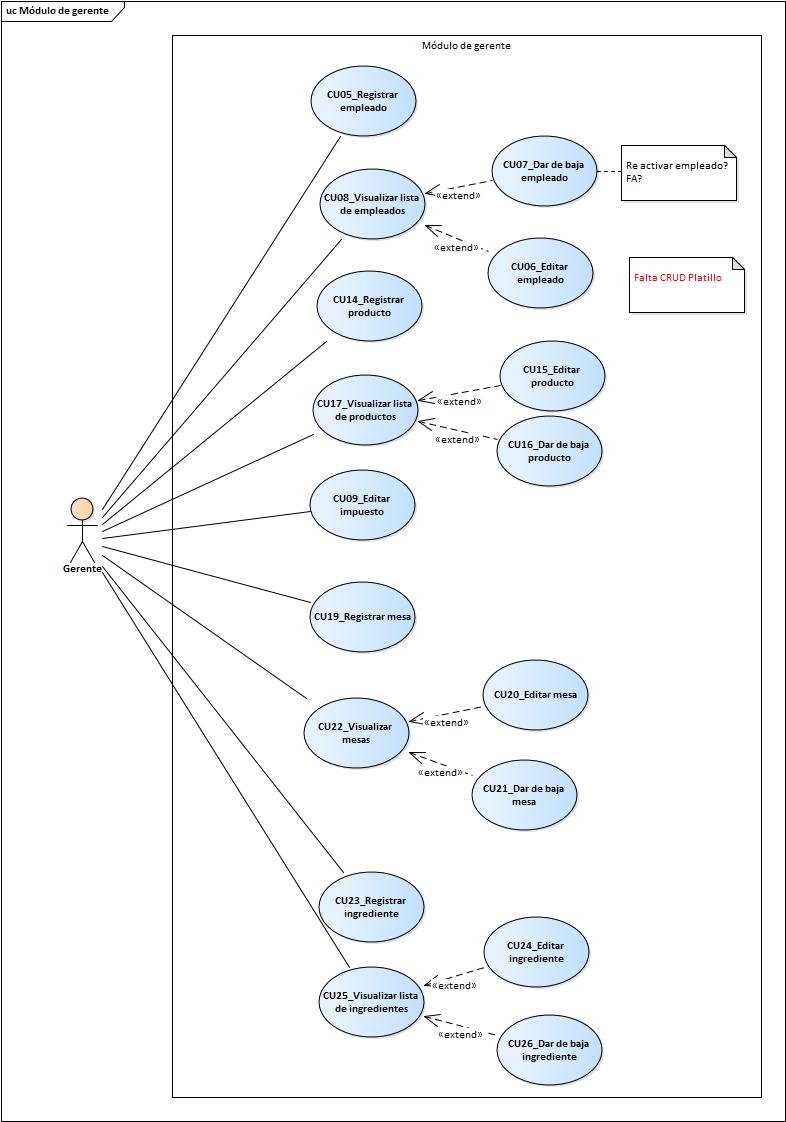 uc Módulo de gerente
Módulo de gerente
CU05_Registrar
empleado
CU07_Dar de baja
empleado
Re activar empleado?
FA?
CU08_Visualizar lista
de empleados
«extend»
«extend»
CU06_Editar
empleado
Falta CRUD Platillo
CU14_Registrar
producto
CU15_Editar
producto
CU17_Visualizar lista
de productos
«extend»
«extend»
CU16_Dar de baja
producto
CU09_Editar
impuesto
Gerente
CU19_Registrar mesa
CU20_Editar mesa
CU22_Visualizar
mesas
«extend»
«extend»
CU21_Dar de baja
mesa
CU23_Registrar
ingrediente
CU24_Editar
ingrediente
CU25_Visualizar lista
de ingredientes
«extend»
«extend»
CU26_Dar de baja
ingrediente